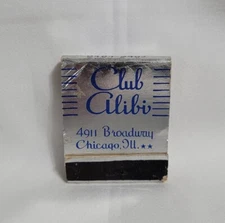 Club
Alibi
4911 Broadway
Chicago, Ill. ★★